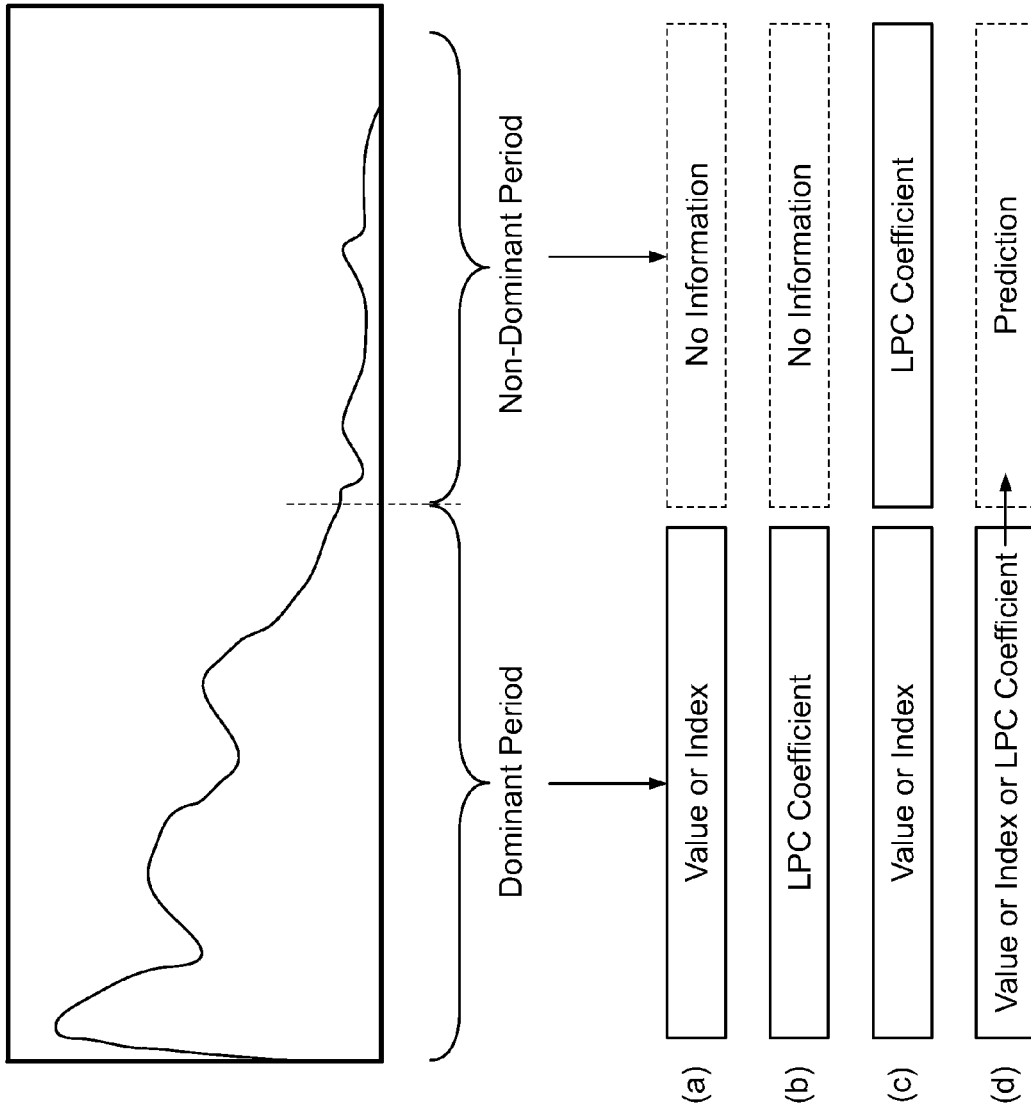 Dominant Period
Non-Dominant Period
(a)
Value or Index
No Information
(b)
LPC Coefficient
No Information
(c)
Value or Index
LPC Coefficient
(d)
Value or Index or LPC Coefficient
Prediction